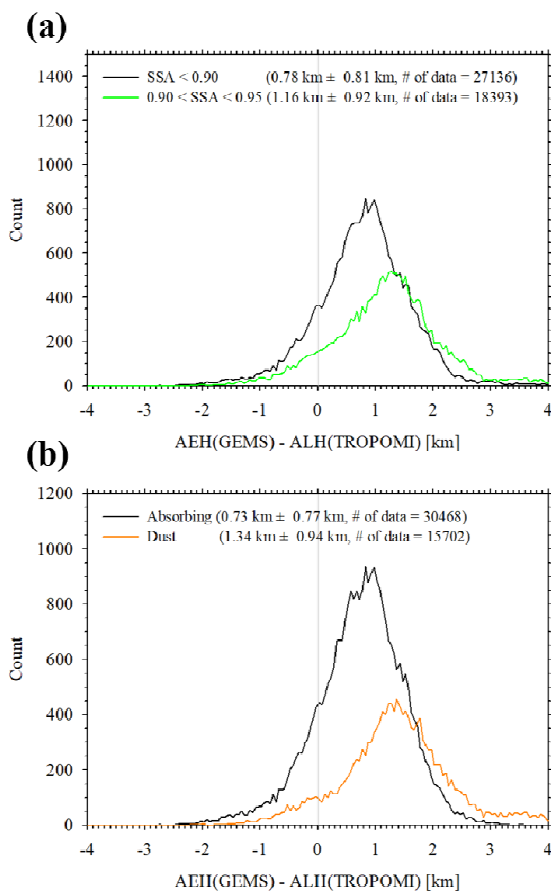 (a)
SSA < 0.90 (0.78 km ± 0.81 km, # of data = 27136)
0.90 < SSA < 0.95 (1.16 km ± 0.92 km, # of data = 18393)
1400
1200
1000
800
600
400
200
0
Count
-4 -3 -2 -1 0 1 2 3 4
AEH(GEMS) - ALH(TROPOMI) [km]
(b)
1200
Absorbing (0.73 km ± 0.77 km, # of data = 30468)
Dust (1.34 km ± 0.94 km, # of data = 15702)
1000
800
600
400
200
0
Count
-4 -3 -2 -1 0 1 2 3 4
AEH(GEMS) - ALH(TROPOMI) [km]